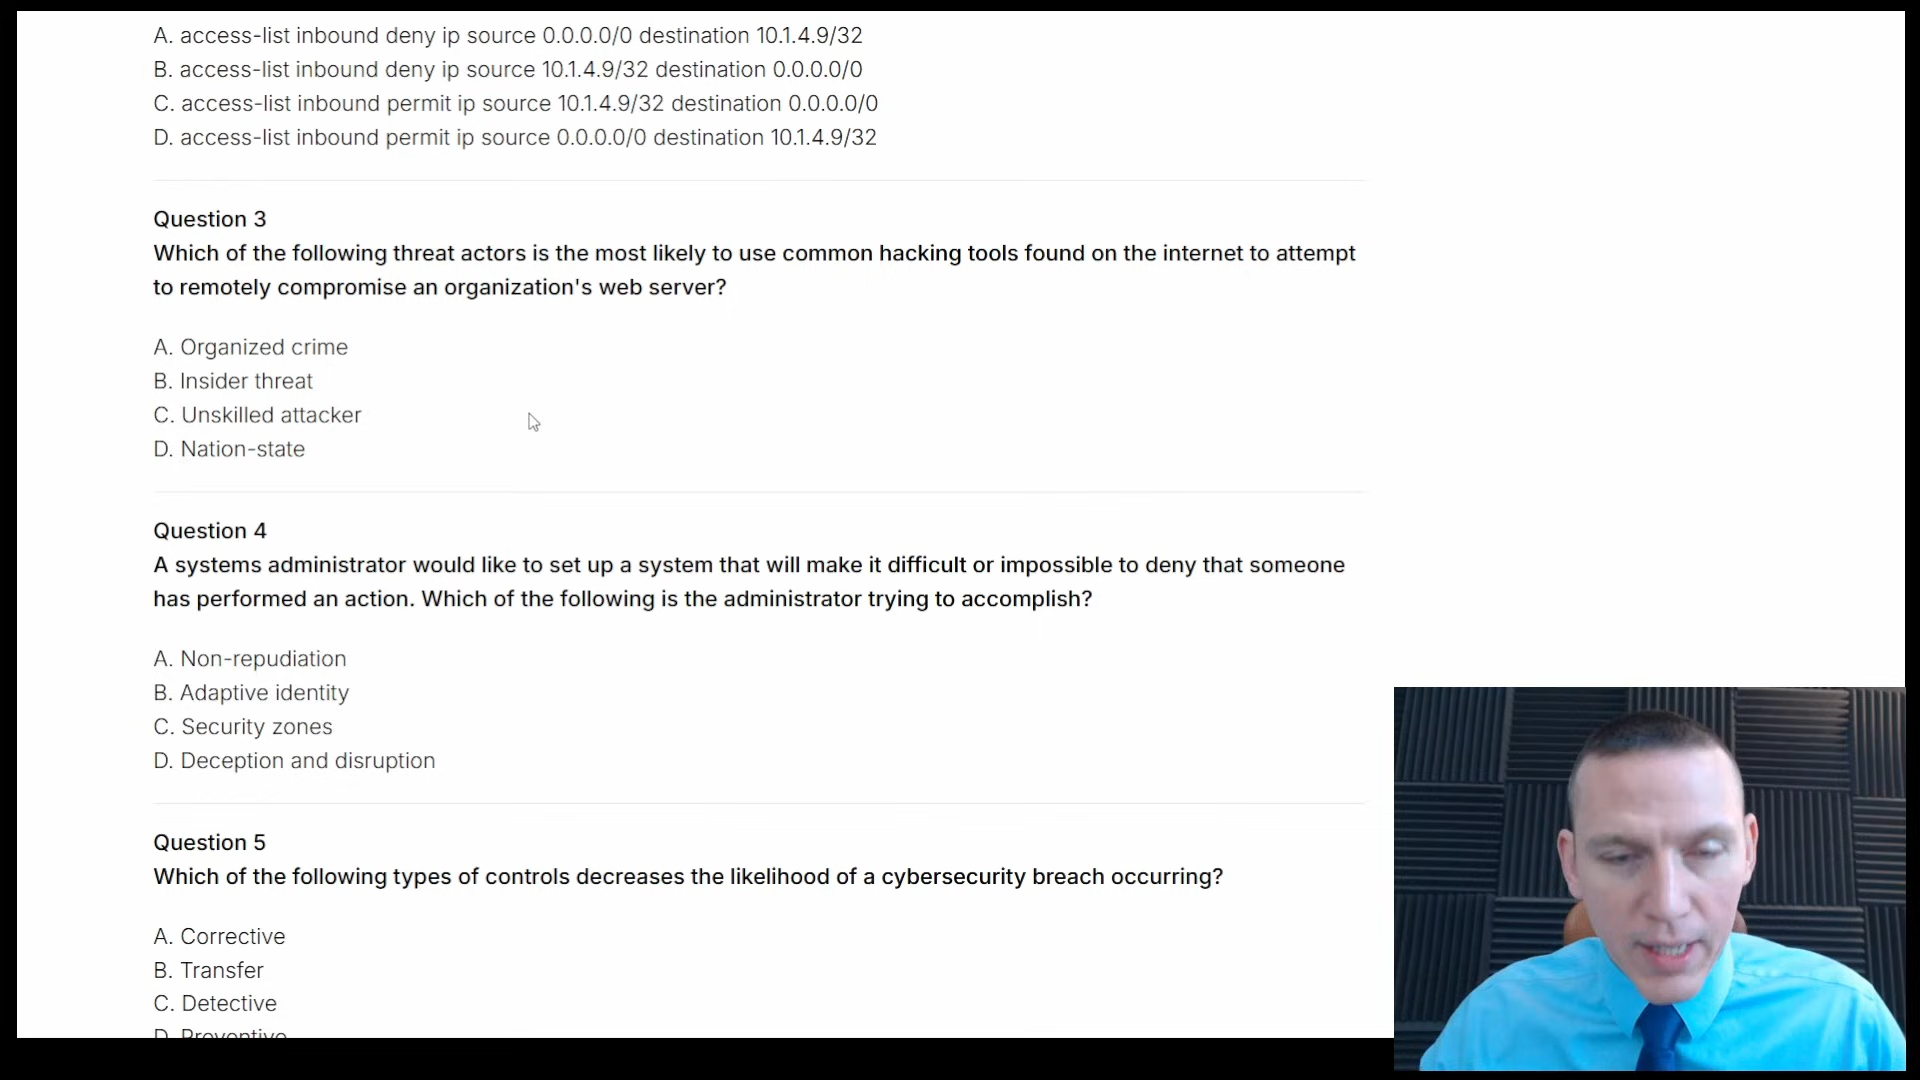 A. access-list inbound deny ip source 0.0.0.0/0 destination 10.1.4.9/32
B. access-list inbound deny ip source 10.1.4.9/32 destination 0.0.0.0/0
C. access-list inbound permit ip source 10.1.4.9/32 destination 0.0.0.0/0
D. access-list inbound permit ip source 0.0.0.0/0 destination 10.1.4.9/32
Question 3
Which of the following threat actors is the most likely to use common hacking tools found on the internet to attempt
to remotely compromise an organization's web server?
A. Organized crime
B. Insider threat
C. Unskilled attacker
D. Nation-state
Question 4
A systems administrator would like to set up a system that will make it difficult or impossible to deny that someone
has performed an action. Which of the following is the administrator trying to accomplish?
A. Non-repudiation
B. Adaptive identity
C. Security zones
D. Deception and disruption
Question 5
Which of the following types of controls decreases the likelihood of a cybersecurity breach occurring?
A. Corrective
B. Transfer
C. Detective
D. Preventive